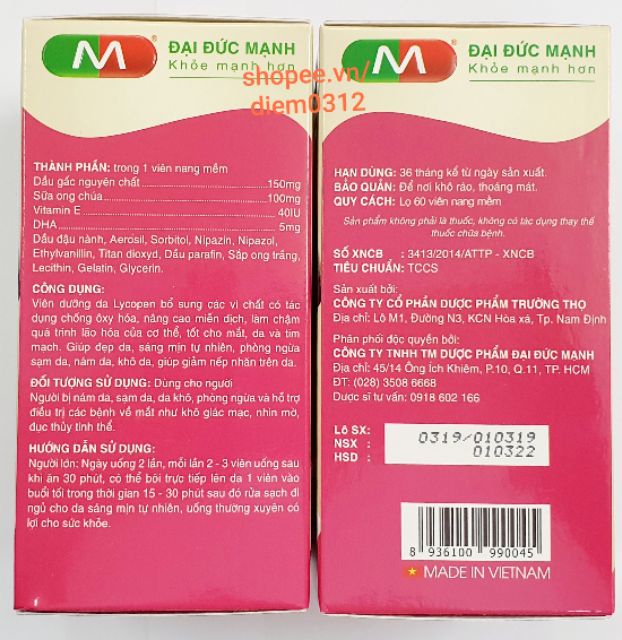 M
ĐẠI ĐỨC MẠNH
Khỏe mạnh hơn
THÀNH PHẦN: trong 1 viên nang mềm
Dầu gấc nguyên chất ........ 150mg
Sữa ong chúa ........ 100mg
Vitamin E ........ 40IU
DHA ........ 5mg
Dầu đậu nành, Aerosil, Sorbitol, Nipazin, Nipazol,
Ethylvanillin, Titan dioxyd, Dầu parafin, Sáp ong trắng,
Lecithin, Gelatin, Glycerin.
CÔNG DỤNG:
Viên dưỡng da Lycopen bổ sung các vi chất có tác
dụng chống ôxy hóa, nâng cao miễn dịch, làm chậm
quá trình lão hóa của cơ thể, tốt cho mắt, da và tim
mạch. Giúp đẹp da, sáng mịn tự nhiên, phòng ngừa
sạm da, nám da, khô da, giúp giảm nếp nhăn trên da.
ĐỐI TƯỢNG SỬ DỤNG: Dùng cho người
Người bị nám da, sạm da, da khô, phòng ngừa và hỗ trợ
điều trị các bệnh về mắt như khô giác mạc, nhìn mờ,
đục thủy tinh thể.
HƯỚNG DẪN SỬ DỤNG:
Người lớn: Ngày uống 2 lần, mỗi lần 2 - 3 viên uống sau
khi ăn 30 phút, có thể bôi trực tiếp lên da 1 viên vào
buổi tối trong thời gian 15 - 30 phút sau đó rửa sạch đi
ngủ cho da sáng mịn tự nhiên, uống thường xuyên có
lợi cho sức khỏe.
shopee.vn/
diem0312
M
ĐẠI ĐỨC MẠNH
Khỏe mạnh hơn
HẠN DÙNG: 36 tháng kể từ ngày sản xuất.
BẢO QUẢN: Để nơi khô ráo, thoáng mát.
QUY CÁCH: Lọ 60 viên nang mềm
Sản phẩm không phải là thuốc, không có tác dụng thay thế
thuốc chữa bệnh.
SỐ XNCB : 3413/2014/ATTP - XNCB
TIÊU CHUẨN: TCCS
Sản xuất bởi:
CÔNG TY CỔ PHẦN DƯỢC PHẨM TRƯỜNG THỌ
Địa chỉ: Lô M1, Đường N3, KCN Hòa xá, Tp. Nam Định
Phân phối độc quyền bởi:
CÔNG TY TNHH TM DƯỢC PHẨM ĐẠI ĐỨC MẠNH
Địa chỉ: 45/14 Ông Ích Khiêm, P.10, Q.11, TP. HCM
ĐT: (028) 3508 6668
Dược sĩ tư vấn: 0918 602 166
Lô SX:
NSX :
HSD :
0319/010319
010322
8 936100 990045
MADE IN VIETNAM